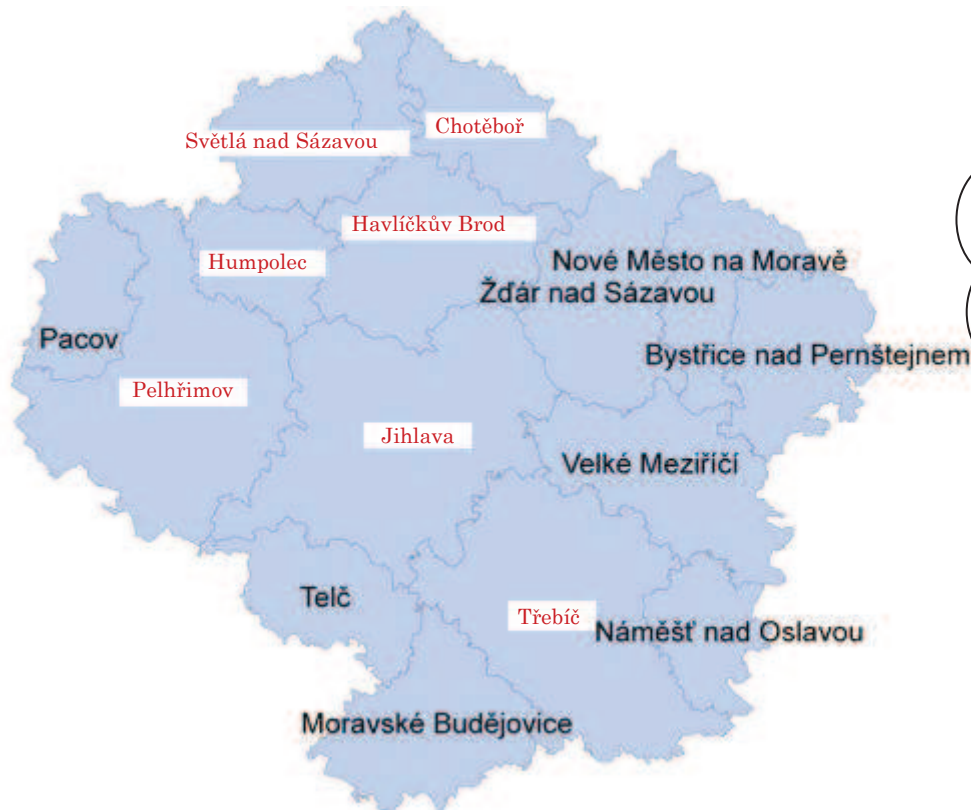 Chotěboř
Světlá nad Sázavou
Havlíčkův Brod
Humpolec
Nové Město na Moravě
Žďár nad Sázavou
Pacov
Bystřice nad Pernštejnem
Pelhřimov
Jihlava
Velké Meziříčí
Telč
Třebíč
Náměšť nad Oslavou
Moravské Budějovice